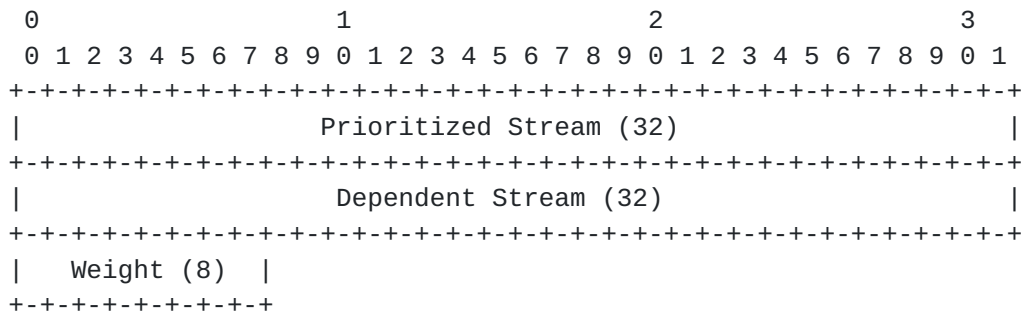 0                   1                   2                   3
 0 1 2 3 4 5 6 7 8 9 0 1 2 3 4 5 6 7 8 9 0 1 2 3 4 5 6 7 8 9 0 1
+-+-+-+-+-+-+-+-+-+-+-+-+-+-+-+-+-+-+-+-+-+-+-+-+-+-+-+-+-+-+-+-+
|                   Prioritized Stream (32)                     |
+-+-+-+-+-+-+-+-+-+-+-+-+-+-+-+-+-+-+-+-+-+-+-+-+-+-+-+-+-+-+-+-+
|                    Dependent Stream (32)                      |
+-+-+-+-+-+-+-+-+-+-+-+-+-+-+-+-+-+-+-+-+-+-+-+-+-+-+-+-+-+-+-+-+
|   Weight (8)  |
+-+-+-+-+-+-+-+-+